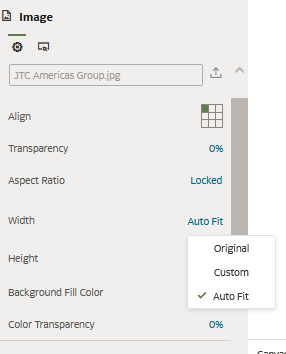 Image
JTC Americas Group.jpg
Align
Transparency 0%
Aspect Ratio Locked
Width Auto Fit
Original
Height
Custom
Background Fill Color
Auto Fit
Color Transparency 0%